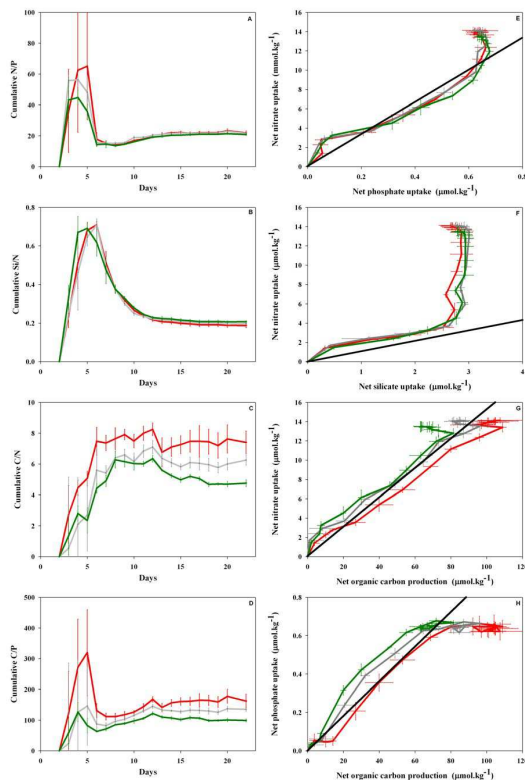 A
Cumulative N/P
100
80
60
40
20
0
0 5 10 15 20
Days
E
Net nitrate uptake (nmol.kg⁻¹)
16
14
12
10
8
6
4
2
0
0.0 0.2 0.4 0.6 0.8
Net phosphate uptake (µmol.kg⁻¹)
B
Cumulative Si/N
0.8
0.6
0.4
0.2
0.0
0 5 10 15 20
Days
F
Net nitrate uptake (µmol.kg⁻¹)
16
14
12
10
8
6
4
2
0
0 1 2 3 4
Net silicate uptake (µmol.kg⁻¹)
C
Cumulative C/N
10
8
6
4
2
0
0 5 10 15 20
Days
G
Net nitrate uptake (µmol.kg⁻¹)
16
14
12
10
8
6
4
2
0
0 20 40 60 80 100 120
Net organic carbon production (µmol.kg⁻¹)
D
Cumulative C/P
500
400
300
200
100
0
0 5 10 15 20
Days
H
Net phosphate uptake (µmol.kg⁻¹)
0.8
0.6
0.4
0.2
0.0
0 20 40 60 80 100 120
Net organic carbon production (µmol.kg⁻¹)